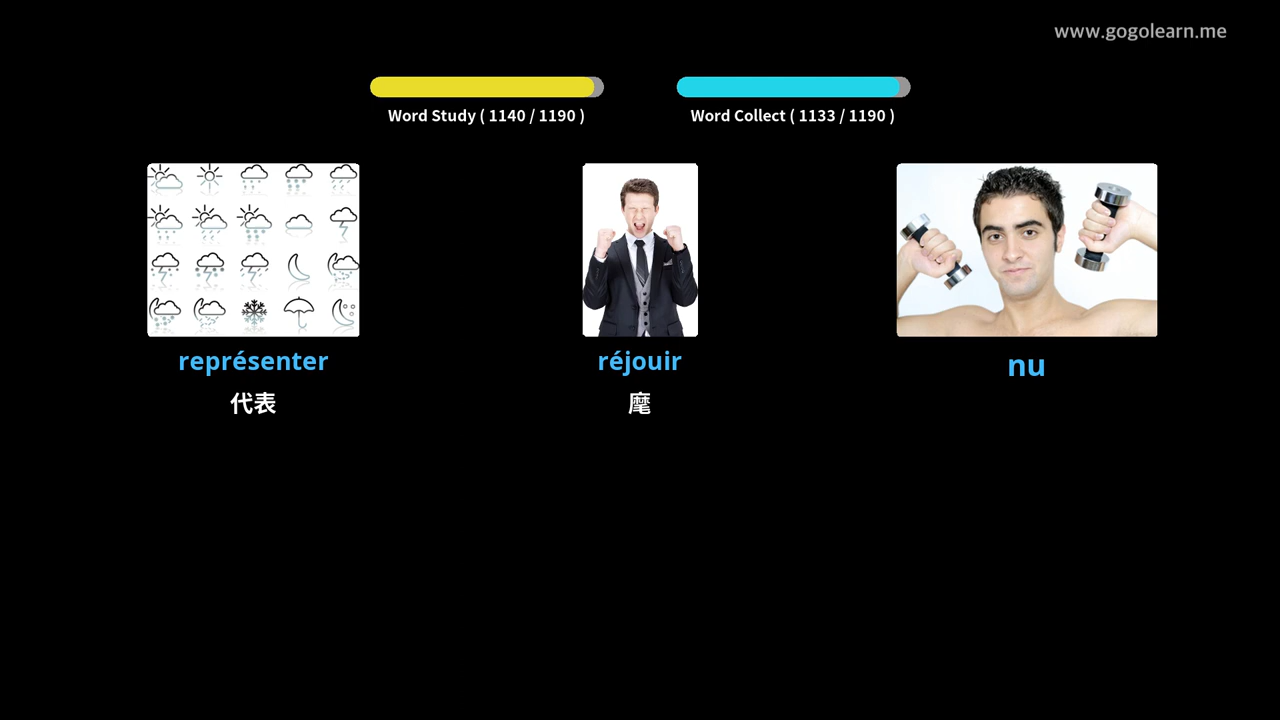 www.gogolearn.me
Word Study ( 1140 / 1190 )
Word Collect ( 1133 / 1190 )
représenter
réjouir
nu
代表
麾